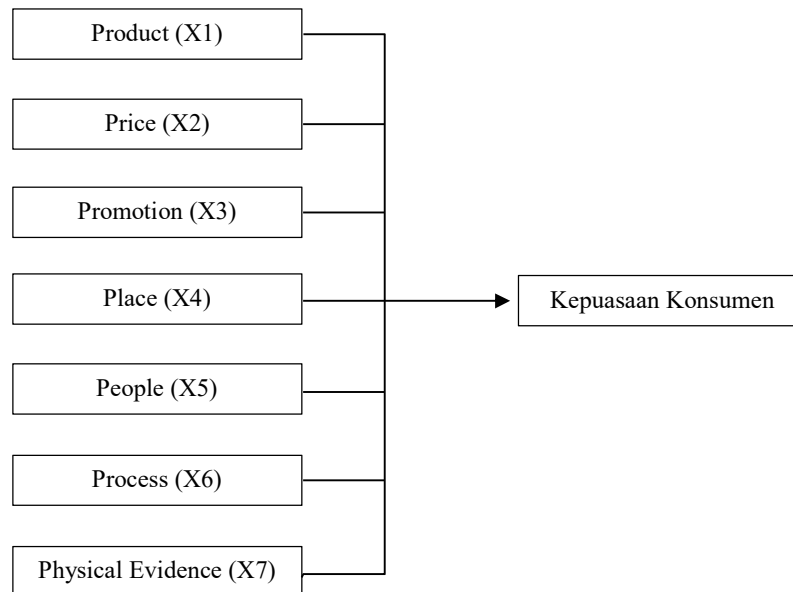 Product (X1)
Price (X2)
Promotion (X3)
Place (X4)
Kepuasaan Konsumen
People (X5)
Process (X6)
Physical Evidence (X7)